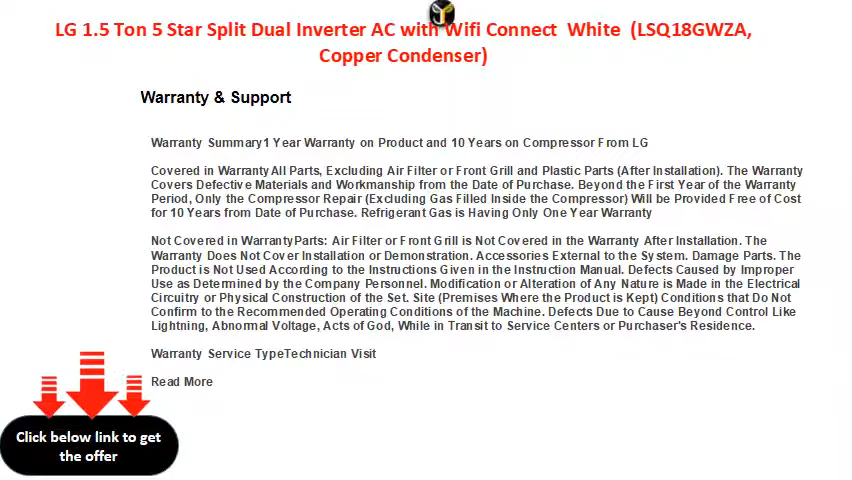 LG 1.5 Ton 5 Star Split Dual Inverter AC with Wifi Connect White (LSQ18GWZA,
Copper Condenser)
Warranty & Support
Warranty Summary1 Year Warranty on Product and 10 Years on Compressor From LG
Covered in WarrantyAll Parts, Excluding Air Filter or Front Grill and Plastic Parts (After Installation). The Warranty
Covers Defective Materials and Workmanship from the Date of Purchase. Beyond the First Year of the Warranty
Period, Only the Compressor Repair (Excluding Gas Filled Inside the Compressor) Will be Provided Free of Cost
for 10 Years from Date of Purchase. Refrigerant Gas is Having Only One Year Warranty
Not Covered in WarrantyParts: Air Filter or Front Grill is Not Covered in the Warranty After Installation. The
Warranty Does Not Cover Installation or Demonstration. Accessories External to the System. Damage Parts. The
Product is Not Used According to the Instructions Given in the Instruction Manual. Defects Caused by Improper
Use as Determined by the Company Personnel. Modification or Alteration of Any Nature is Made in the Electrical
Circuitry or Physical Construction of the Set. Site (Premises Where the Product is Kept) Conditions that Do Not
Confirm to the Recommended Operating Conditions of the Machine. Defects Due to Cause Beyond Control Like
Lightning, Abnormal Voltage, Acts of God, While in Transit to Service Centers or Purchaser's Residence.
Warranty Service TypeTechnician Visit
Read More
Click below link to get
the offer